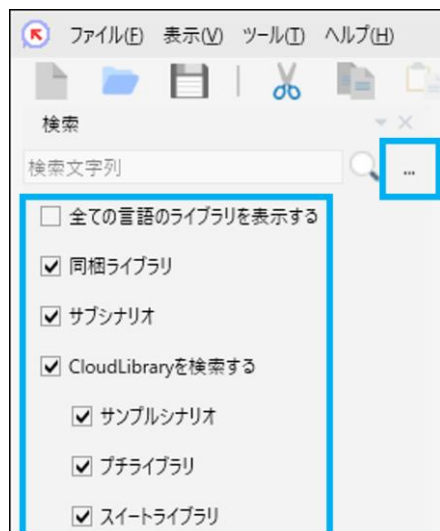 ファイル(F) 表示(V) ツール(T) ヘルプ(H)
検索
検索文字列 ...
全ての言語のライブラリを表示する
同梱ライブラリ
サブシナリオ
CloudLibraryを検索する
サンプルシナリオ
プチライブラリ
スイートライブラリ